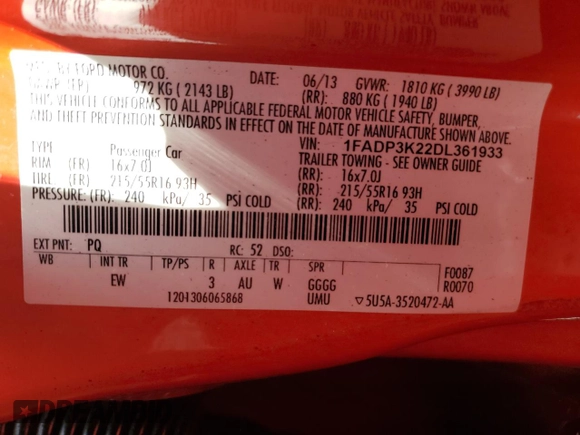 MFD. BY FORD MOTOR CO.
DATE: 06/13 GVWR: 1810 KG ( 3990 LB)
GAWR (FR) 972 KG ( 2143 LB) (RR): 880 KG ( 1940 LB)
THIS VEHICLE CONFORMS TO ALL APPLICABLE FEDERAL MOTOR VEHICLE SAFETY, BUMPER,
AND THEFT PREVENTION STANDARDS IN EFFECT ON THE DATE OF MANUFACTURE SHOWN ABOVE.
VIN: 1FADP3K22DL361933
Passenger Car TRAILER TOWING - SEE OWNER GUIDE
RIM (FR) 16x7.0J (RR): 16x7.0J
TIRE (FR) 215/55R16 93H (RR): 215/55R16 93H
PRESSURE: (FR): 240 kPa/ 35 PSI COLD (RR): 240 kPa/ 35 PSI COLD
EXT PNT: PQ RC: 52 DSO:
WB INT TR TP/PS R AXLE TR SPR F0087
EW 3 AU W GGGG R0070
1201306065868 UMU ▽5U5A-3520472-AA